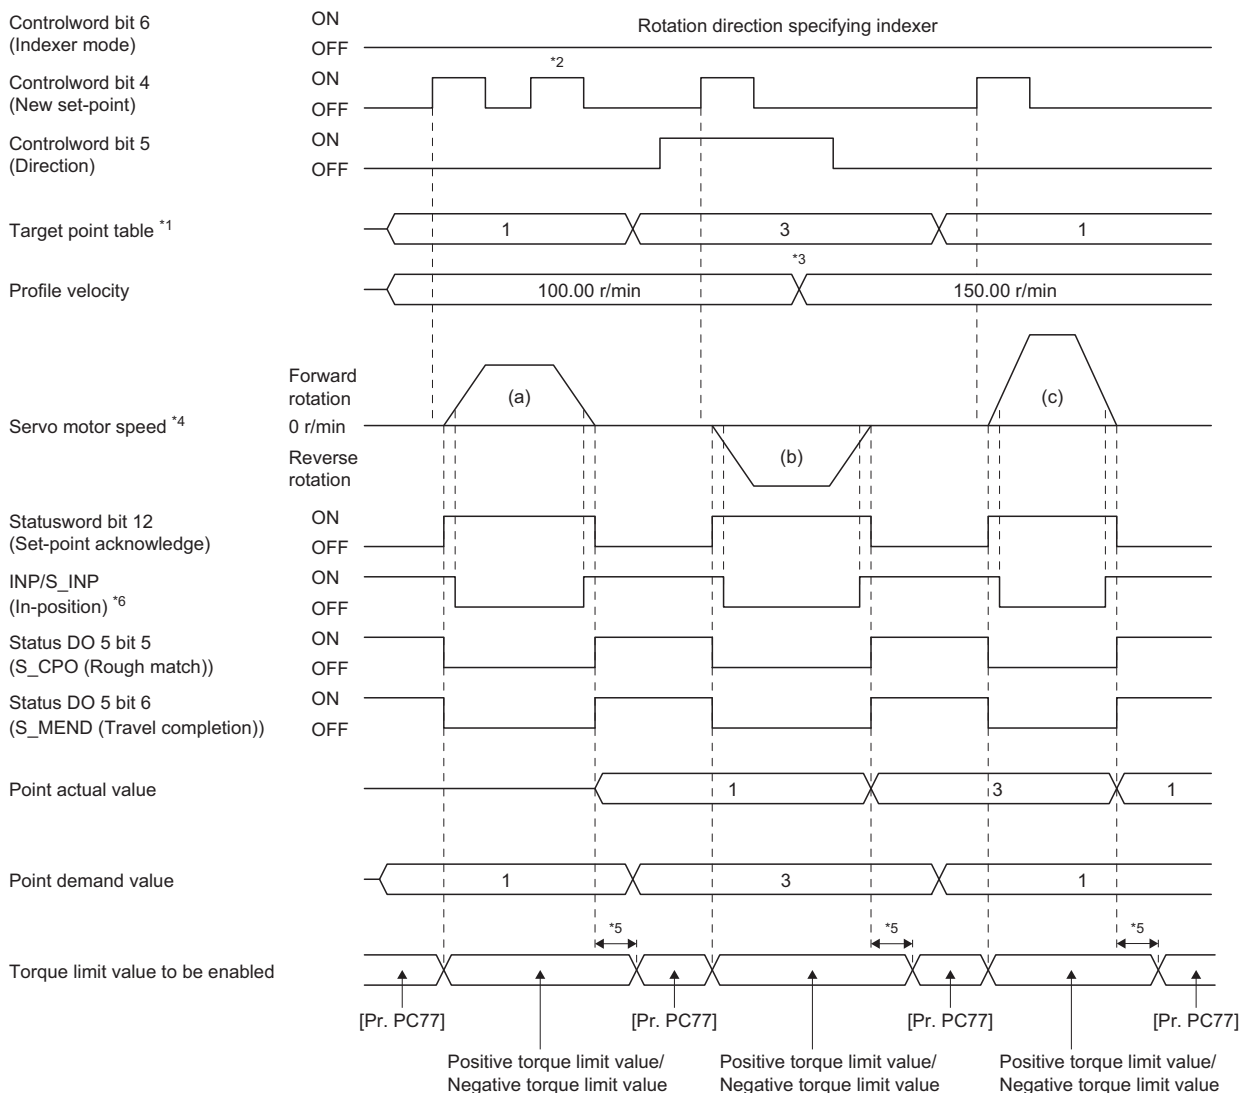 Controlword bit 6
(Indexer mode)
ON
OFF
Rotation direction specifying indexer
Controlword bit 4
(New set-point)
ON
OFF
*2
Controlword bit 5
(Direction)
ON
OFF
Target point table *1
1
3
1
Profile velocity
100.00 r/min
*3
150.00 r/min
Servo motor speed *4
Forward
rotation
0 r/min
Reverse
rotation
(a)
(b)
(c)
Statusword bit 12
(Set-point acknowledge)
ON
OFF
INP/S_INP
(In-position) *6
ON
OFF
Status DO 5 bit 5
(S_CPO (Rough match))
ON
OFF
Status DO 5 bit 6
(S_MEND (Travel completion))
ON
OFF
Point actual value
1
3
1
Point demand value
1
3
1
Torque limit value to be enabled
*5
*5
*5
[Pr. PC77]
[Pr. PC77]
[Pr. PC77]
[Pr. PC77]
Positive torque limit value/
Negative torque limit value
Positive torque limit value/
Negative torque limit value
Positive torque limit value/
Negative torque limit value